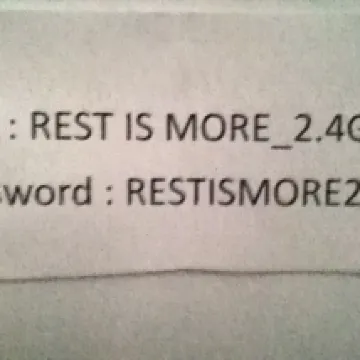 : REST IS MORE_2.4G
sword : RESTISMORE2